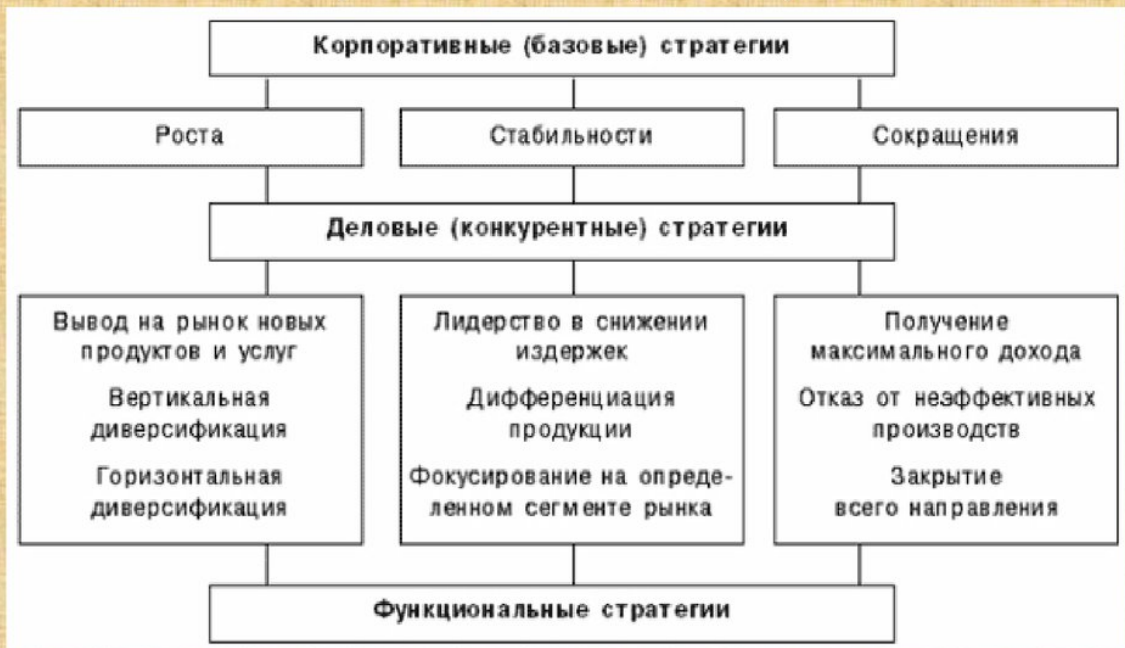 Корпоративные (базовые) стратегии
Роста
Стабильности
Сокращения
Деловые (конкурентные) стратегии
Вывод на рынок новых
продуктов и услуг
Вертикальная
диверсификация
Горизонтальная
диверсификация
Лидерство в снижении
издержек
Дифференциация
продукции
Фокусирование на опреде-
ленном сегменте рынка
Получение
максимального дохода
Отказ от неэффективных
производств
Закрытие
всего направления
Функциональные стратегии